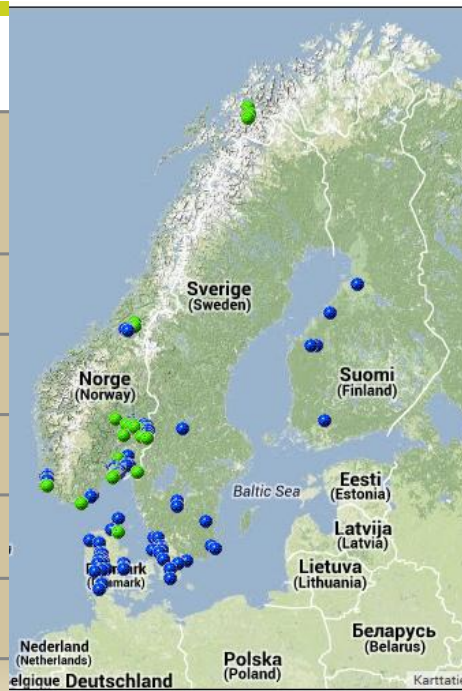 Sverige
(Sweden)
Norge
(Norway)
Suomi
(Finland)
Eesti
(Estonia)
Baltic Sea
Latvija
(Latvia)
Lietuva
(Lithuania)
Беларусь
(Belarus)
Nederland
(Netherlands)
Polska
(Poland)
elgique Deutschland
Karttatie